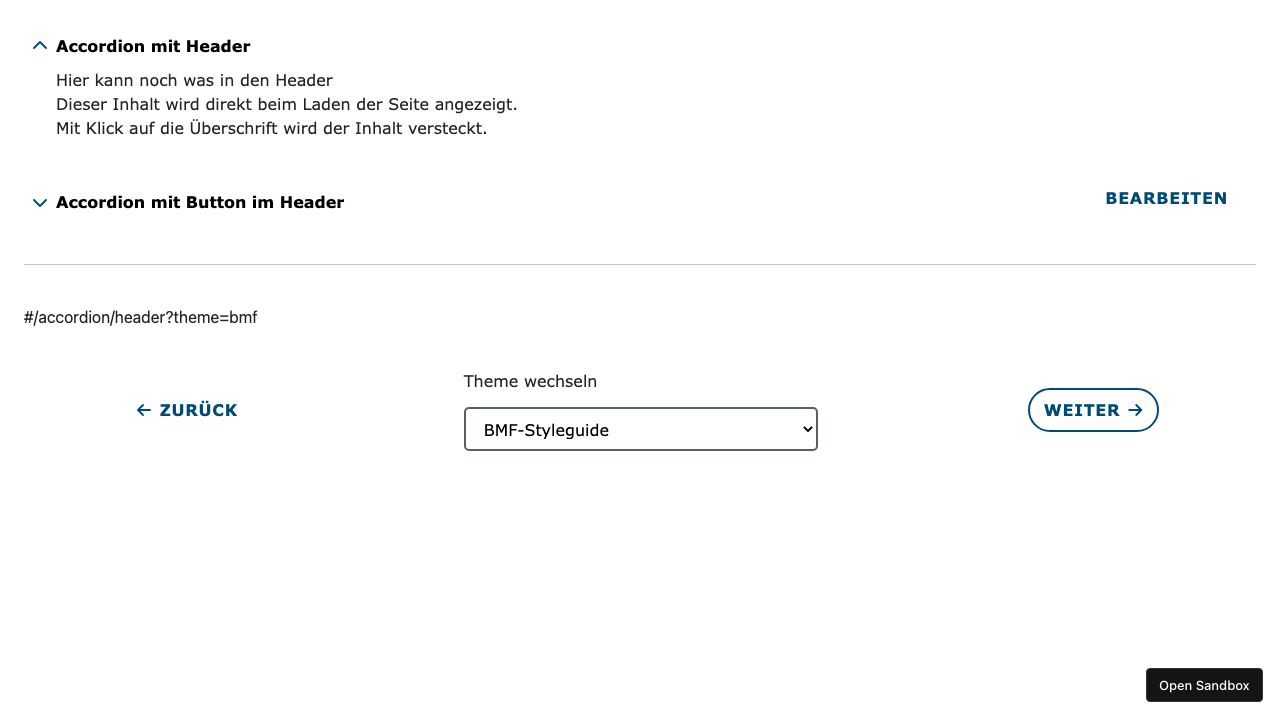 Accordion mit Header
Hier kann noch was in den Header
Dieser Inhalt wird direkt beim Laden der Seite angezeigt.
Mit Klick auf die Überschrift wird der Inhalt versteckt.
Accordion mit Button im Header
BEARBEITEN
#/accordion/header?theme=bmf
Theme wechseln
← ZURÜCK
BMF-Styleguide
WEITER →
Open Sandbox